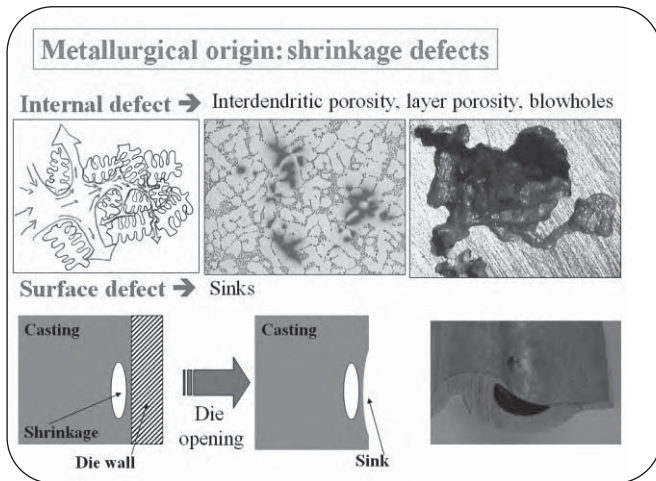 Metallurgical origin: shrinkage defects
Internal defect → Interdendritic porosity, layer porosity, blowholes
Surface defect → Sinks
Casting
Casting
Shrinkage
Die wall
Die
opening
Sink